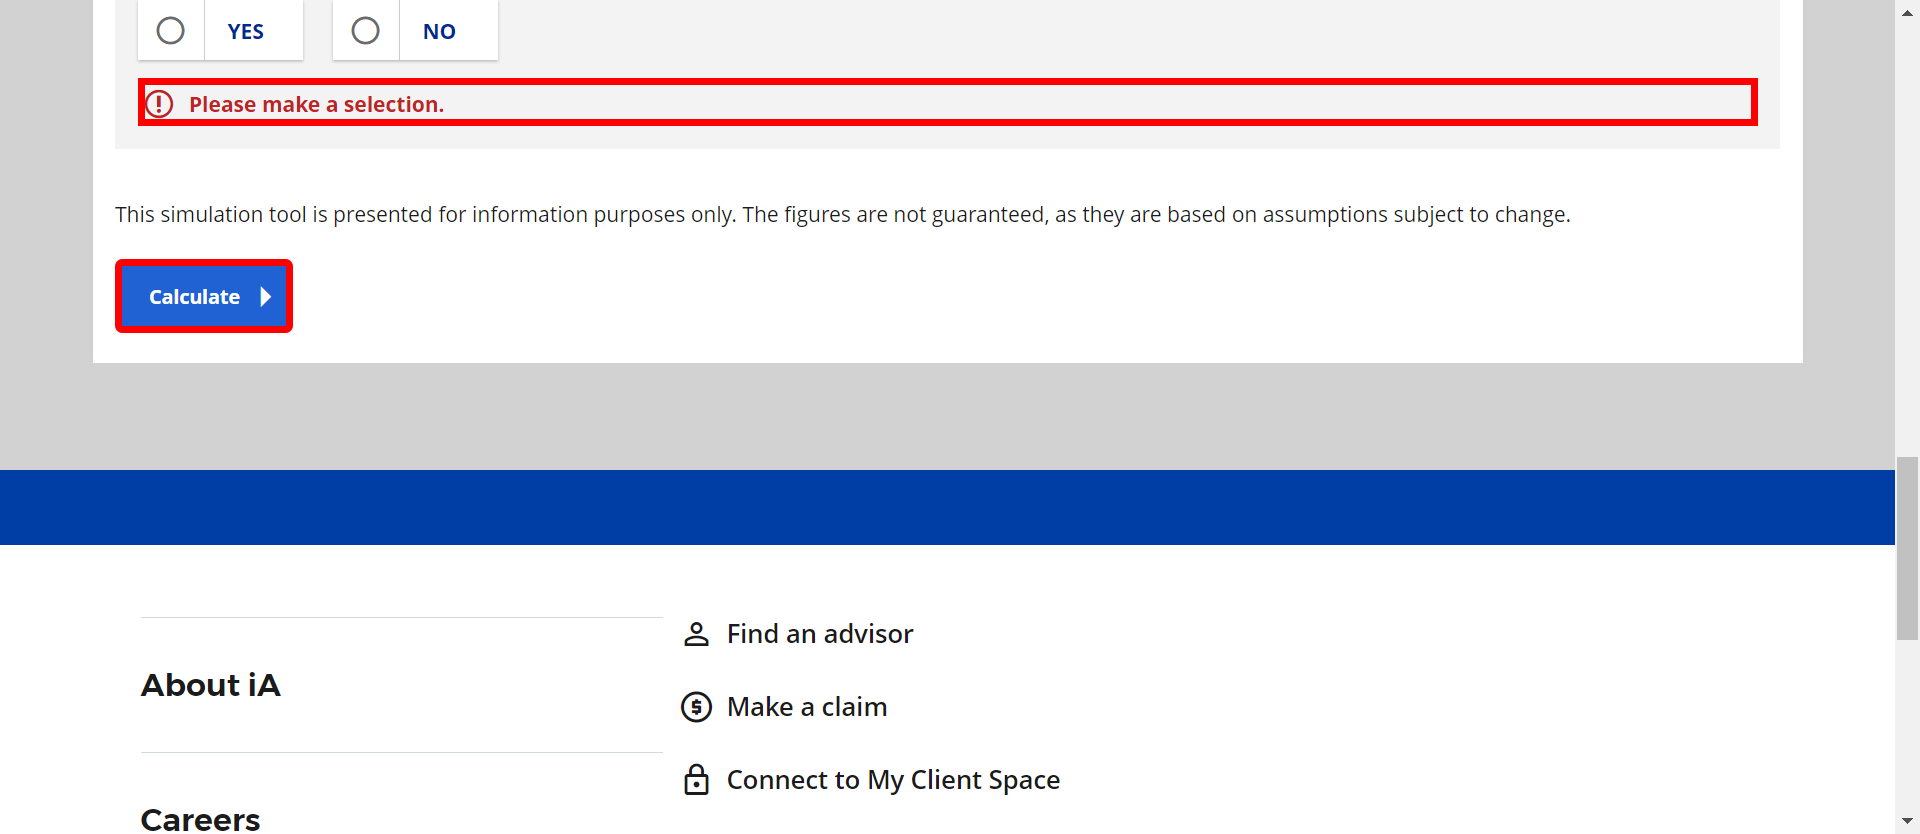 YES NO
Please make a selection.
This simulation tool is presented for information purposes only. The figures are not guaranteed, as they are based on assumptions subject to change.
Calculate
About iA
Careers
Find an advisor
Make a claim
Connect to My Client Space